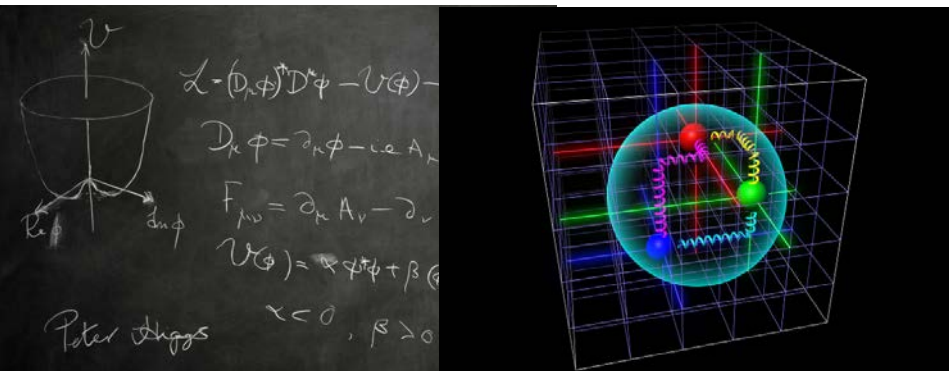 V
ℒ = (D_μ φ)* D^μ φ − V(φ) −
D_μ φ = ∂_μ φ − i e A_μ
F_μν = ∂_μ A_ν − ∂_ν
V(φ) = α φ*φ + β (φ
Re φ
Im φ
α < 0, β > 0
Peter Higgs